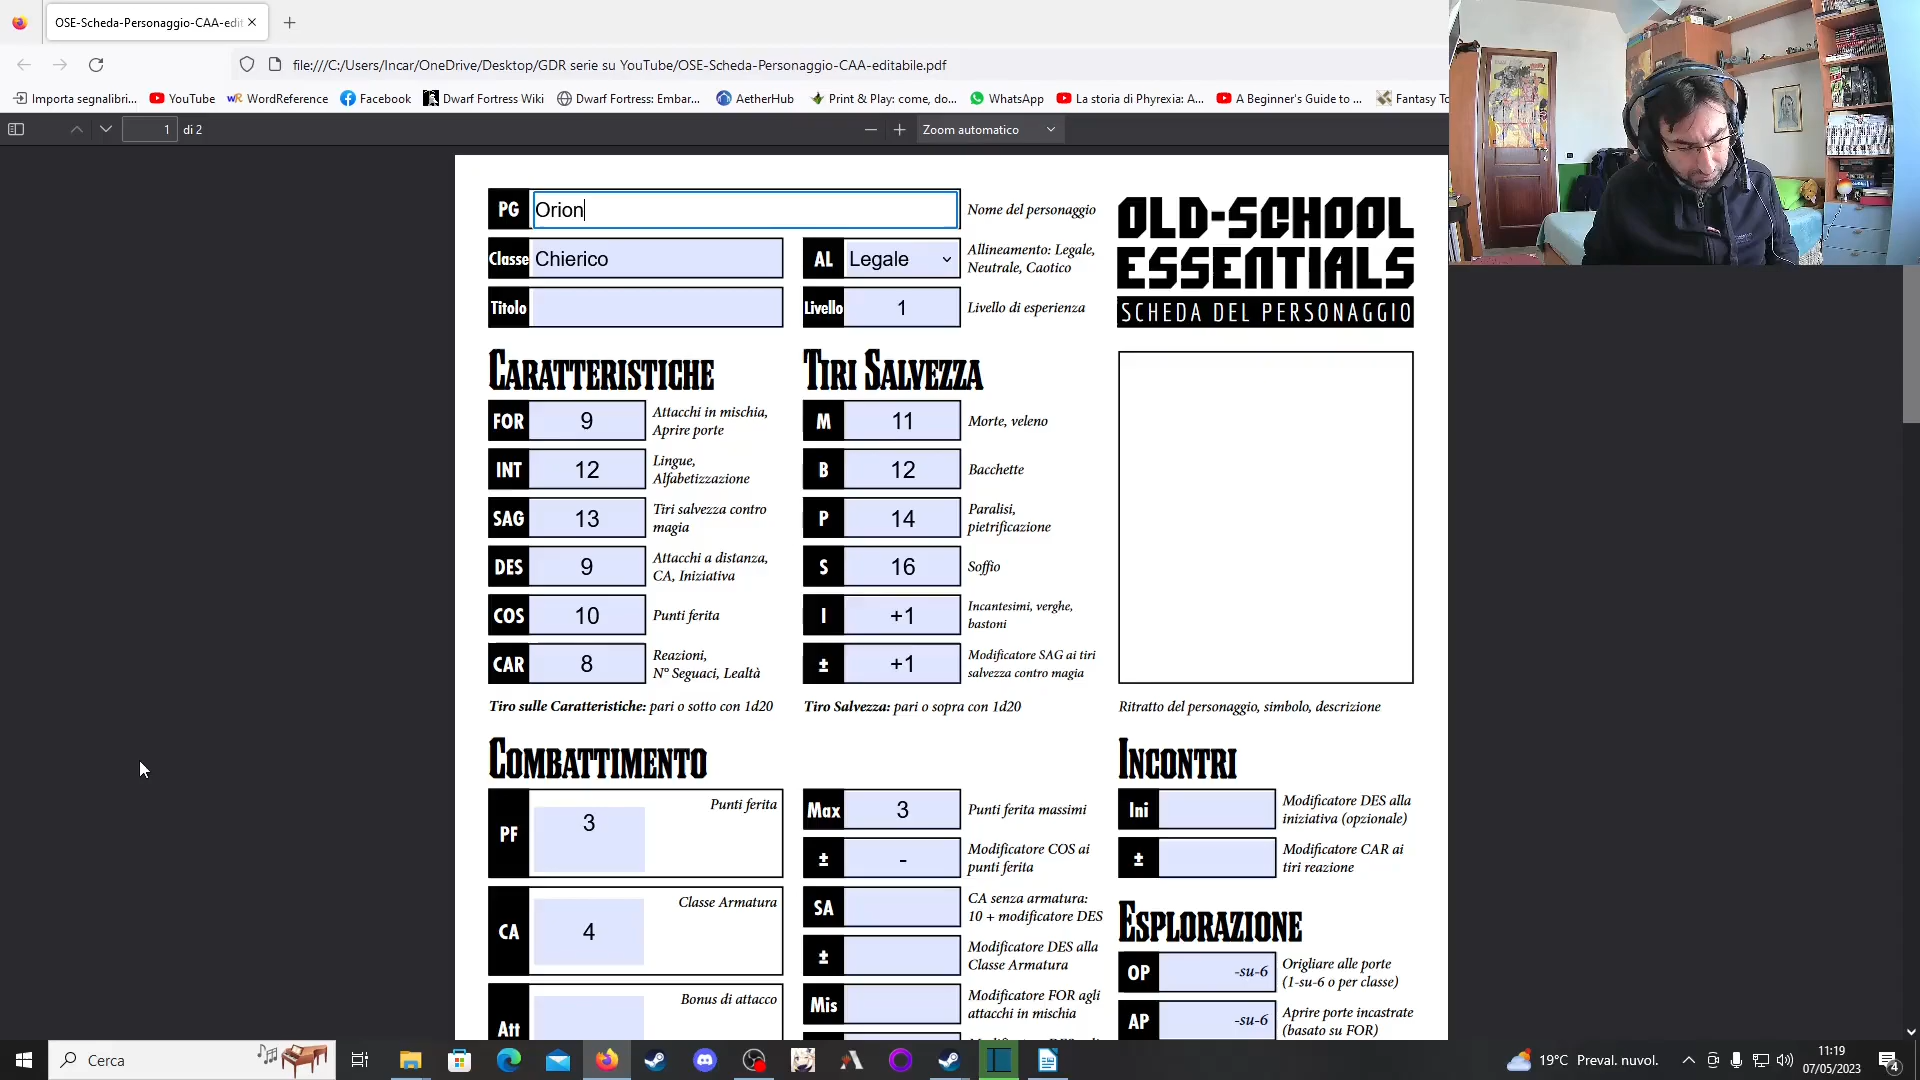 OSE-Scheda-Personaggio-CAA-edit
file:///C:/Users/Incar/OneDrive/Desktop/GDR serie su YouTube/OSE-Scheda-Personaggio-CAA-editabile.pdf
Importa segnalibri... YouTube WordReference Facebook Dwarf Fortress Wiki Dwarf Fortress: Embar... AetherHub Print & Play: come, do... WhatsApp La storia di Phyrexia: A... A Beginner's Guide to ... Fantasy To
1 di 2 Zoom automatico
PG Orion Nome del personaggio
Classe Chierico AL Legale Allineamento: Legale,
Neutrale, Caotico
Titolo Livello 1 Livello di esperienza
OLD-SCHOOL
ESSENTIALS
SCHEDA DEL PERSONAGGIO
CARATTERISTICHE
FOR 9 Attacchi in mischia,
Aprire porte
INT 12 Lingue,
Alfabetizzazione
SAG 13 Tiri salvezza contro
magia
DES 9 Attacchi a distanza,
CA, Iniziativa
COS 10 Punti ferita
CAR 8 Reazioni,
N° Seguaci, Lealtà
Tiro sulle Caratteristiche: pari o sotto con 1d20
TIRI SALVEZZA
M 11 Morte, veleno
B 12 Bacchette
P 14 Paralisi,
pietrificazione
S 16 Soffio
I +1 Incantesimi, verghe,
bastoni
± +1 Modificatore SAG ai tiri
salvezza contro magia
Tiro Salvezza: pari o sopra con 1d20
Ritratto del personaggio, simbolo, descrizione
COMBATTIMENTO
PF 3 Punti ferita
CA 4 Classe Armatura
Att Bonus di attacco
Max 3 Punti ferita massimi
± - Modificatore COS ai
punti ferita
SA CA senza armatura:
10 + modificatore DES
± Modificatore DES alla
Classe Armatura
Mis Modificatore FOR agli
attacchi in mischia
INCONTRI
Ini Modificatore DES alla
iniziativa (opzionale)
± Modificatore CAR ai
tiri reazione
ESPLORAZIONE
OP -su-6 Origliare alle porte
(1-su-6 o per classe)
AP -su-6 Aprire porte incastrate
(basato su FOR)
Cerca
19°C Preval. nuvol.
11:19
07/05/2023
4